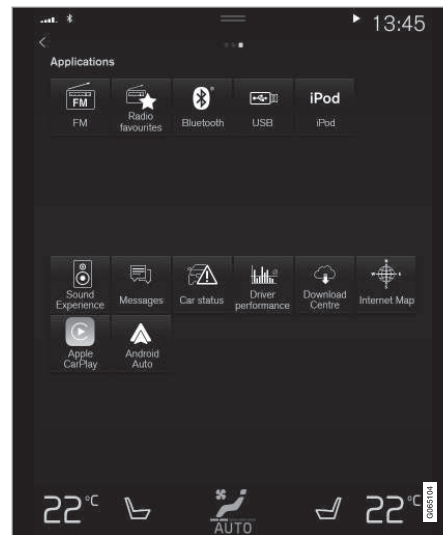 13:45
Applications
FM
iPod
FM
Radio
favourites
Bluetooth
USB
iPod
Sound
Experience
Messages
Car status
Driver
performance
Download
Centre
Internet Map
Apple
CarPlay
Android
Auto
22°C
AUTO
22°C
G065104